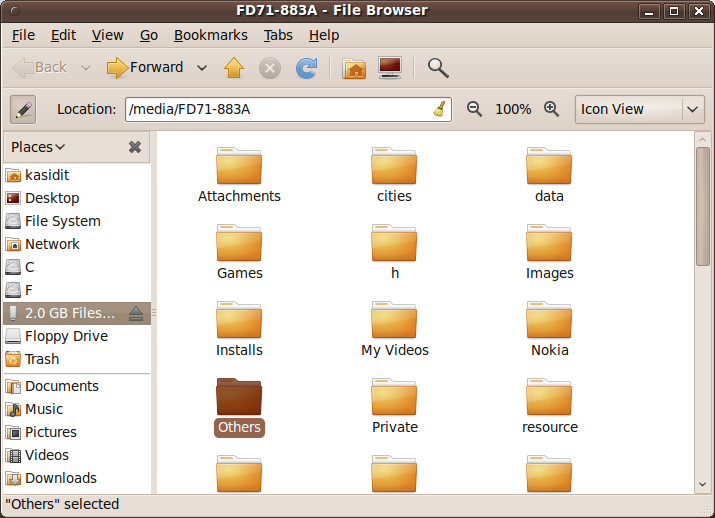 FD71-883A - File Browser
File Edit View Go Bookmarks Tabs Help
Back Forward
Location: /media/FD71-883A 100% Icon View
Places
kasidit
Desktop
File System
Network
C
F
2.0 GB Files...
Floppy Drive
Trash
Documents
Music
Pictures
Videos
Downloads
Attachments cities data
Games h Images
Installs My Videos Nokia
Others Private resource
"Others" selected